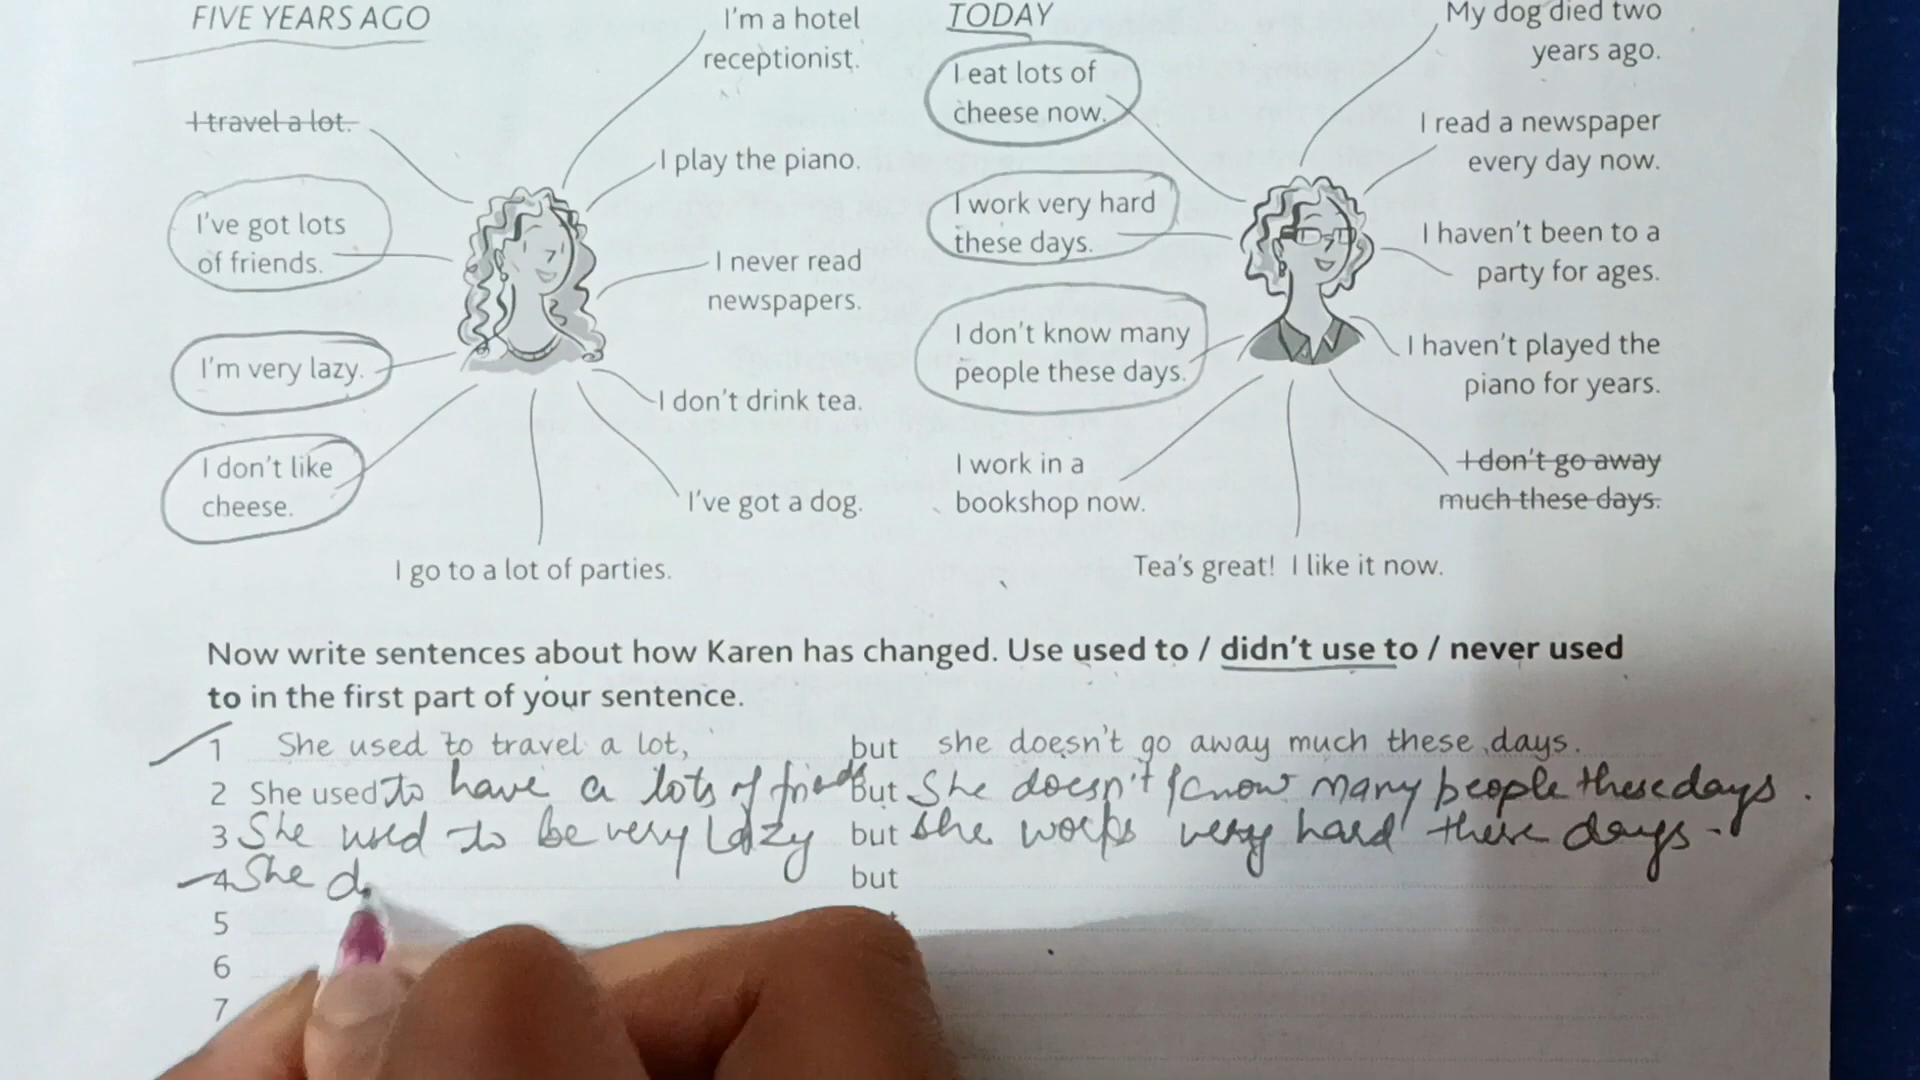 FIVE YEARS AGO
I'm a hotel
receptionist.
I travel a lot.
I play the piano.
I've got lots
of friends.
I never read
newspapers.
I'm very lazy.
I don't drink tea.
I don't like
cheese.
I've got a dog.
I go to a lot of parties.
TODAY
My dog died two
years ago.
I eat lots of
cheese now.
I read a newspaper
every day now.
I work very hard
these days.
I haven't been to a
party for ages.
I don't know many
people these days.
I haven't played the
piano for years.
I work in a
bookshop now.
I don't go away
much these days.
Tea's great! I like it now.
Now write sentences about how Karen has changed. Use used to / didn't use to / never used
to in the first part of your sentence.
1 She used to travel a lot, but she doesn't go away much these days.
2 She used to have a lots of friends but She doesn't know many people these days.
3 She used to be very Lazy but She works very hard these days.
4 She d but
5
6
7